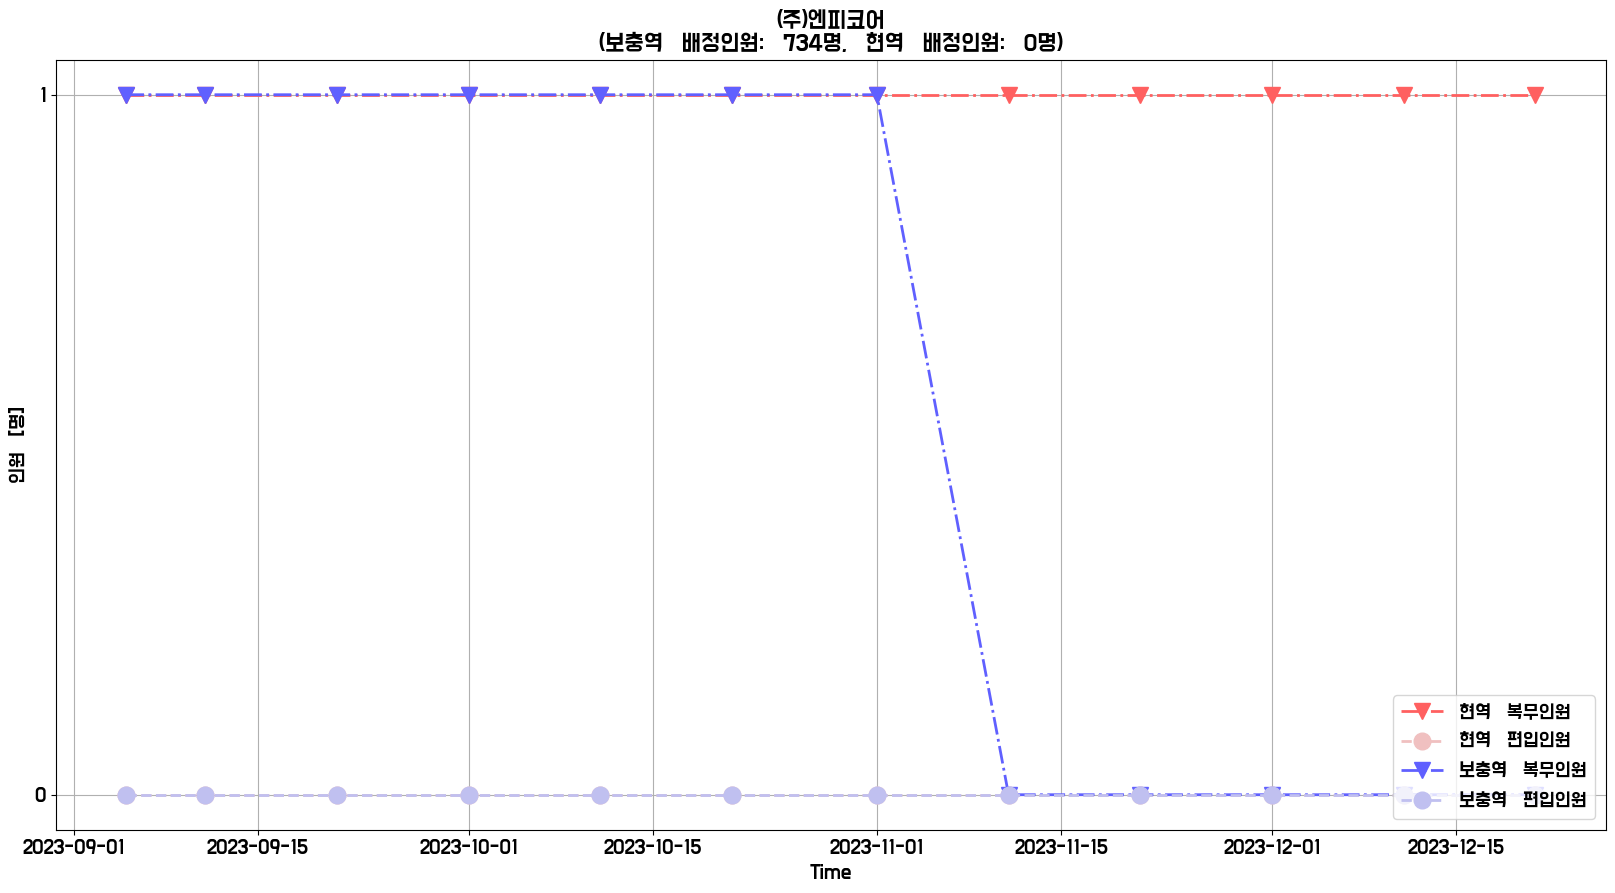 (주)엔피코어
(보충역 배정인원: 734명, 현역 배정인원: 0명)
1
0
인원 [명]
현역 복무인원
현역 편입인원
보충역 복무인원
보충역 편입인원
2023-09-01 2023-09-15 2023-10-01 2023-10-15 2023-11-01 2023-11-15 2023-12-01 2023-12-15
Time